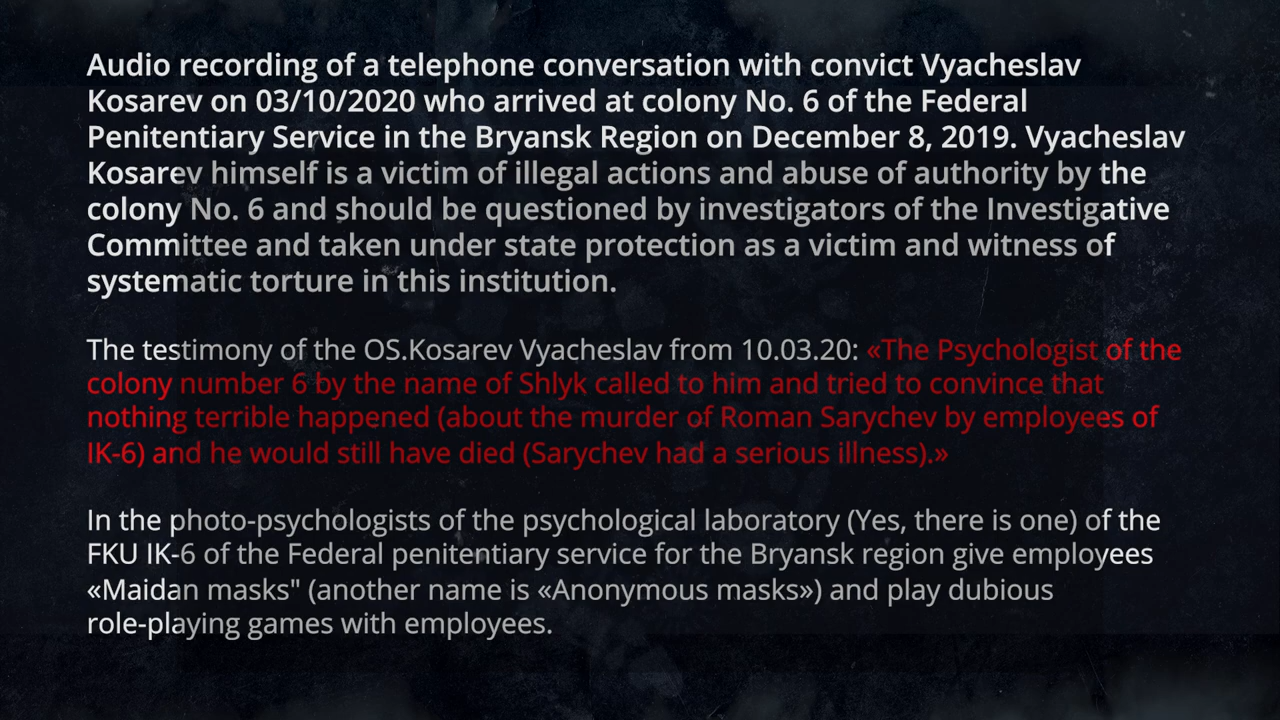 Audio recording of a telephone conversation with convict Vyacheslav
Kosarev on 03/10/2020 who arrived at colony No. 6 of the Federal
Penitentiary Service in the Bryansk Region on December 8, 2019. Vyacheslav
Kosarev himself is a victim of illegal actions and abuse of authority by the
colony No. 6 and should be questioned by investigators of the Investigative
Committee and taken under state protection as a victim and witness of
systematic torture in this institution.
The testimony of the OS.Kosarev Vyacheslav from 10.03.20: «The Psychologist of the
colony number 6 by the name of Shlyk called to him and tried to convince that
nothing terrible happened (about the murder of Roman Sarychev by employees of
IK-6) and he would still have died (Sarychev had a serious illness).»
In the photo-psychologists of the psychological laboratory (Yes, there is one) of the
FKU IK-6 of the Federal penitentiary service for the Bryansk region give employees
«Maidan masks" (another name is «Anonymous masks») and play dubious
role-playing games with employees.